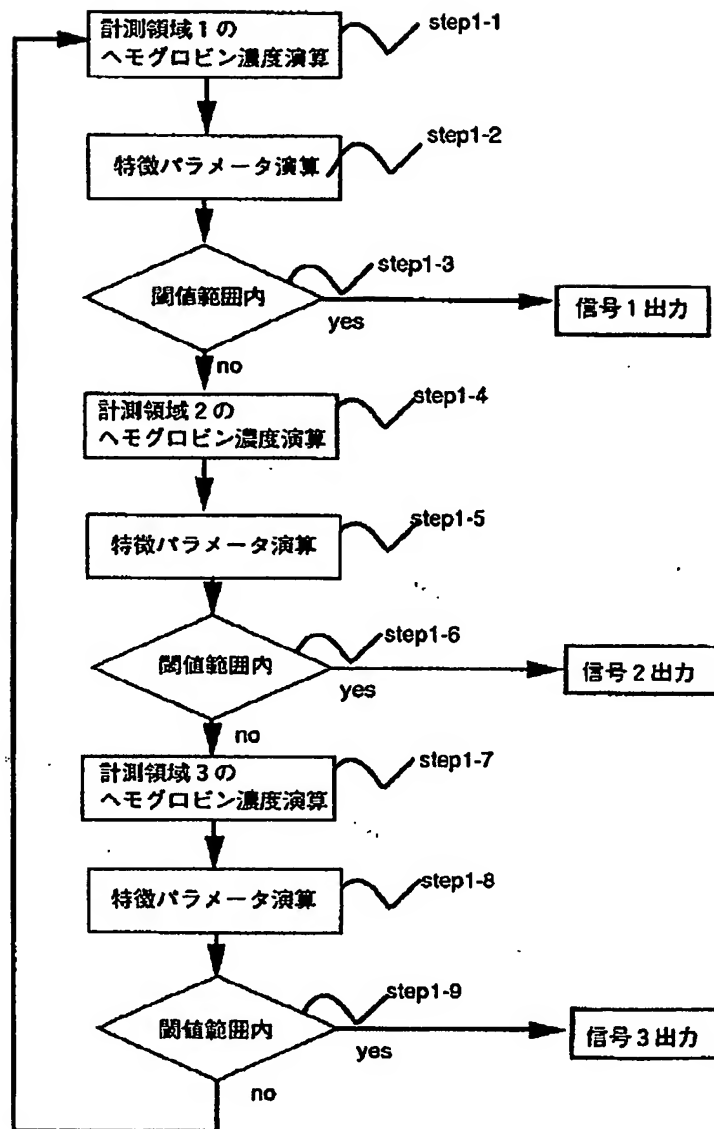 計測領域1の
ヘモグロビン濃度演算
step1-1
特徴パラメータ演算
step1-2
閾値範囲内
step1-3
yes
信号1出力
no
計測領域2の
ヘモグロビン濃度演算
step1-4
特徴パラメータ演算
step1-5
閾値範囲内
step1-6
yes
信号2出力
no
計測領域3の
ヘモグロビン濃度演算
step1-7
特徴パラメータ演算
step1-8
閾値範囲内
step1-9
yes
信号3出力
no